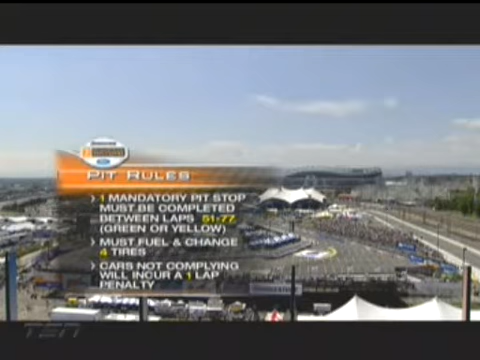 PIT RULES
> 1 MANDATORY PIT STOP
MUST BE COMPLETED
BETWEEN LAPS 51-77
(GREEN OR YELLOW)
> MUST FUEL & CHANGE
4 TIRES
> CARS NOT COMPLYING
WILL INCUR A 1 LAP
PENALTY
TEN